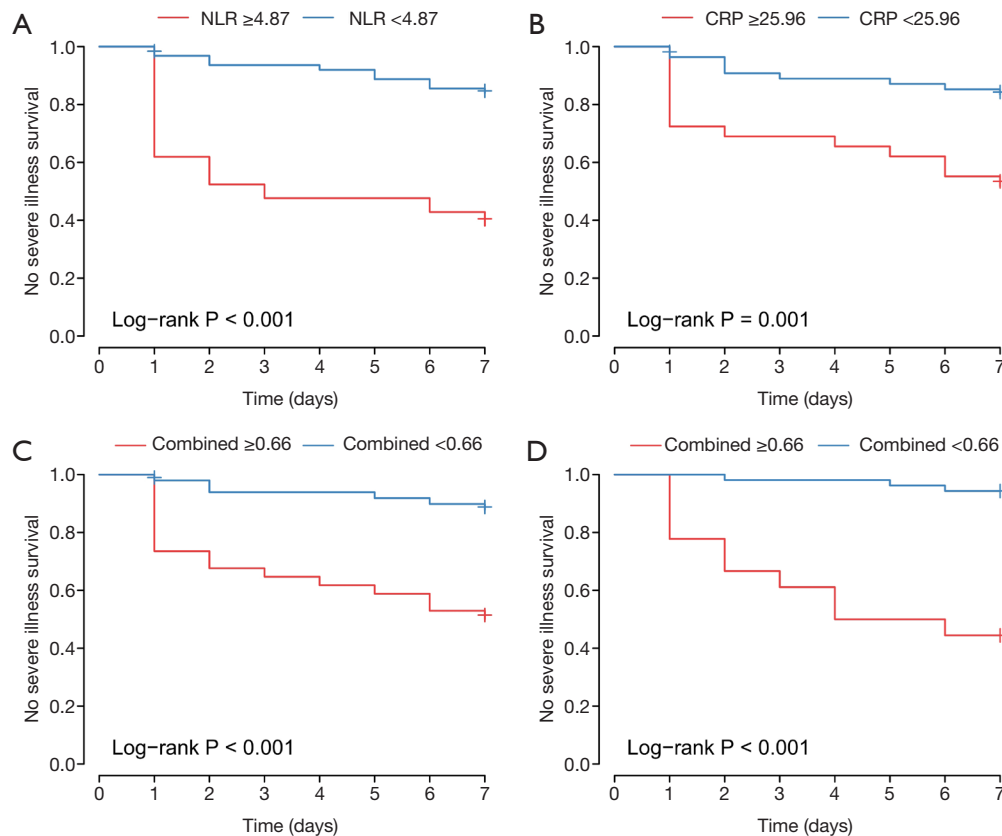 A
NLR ≥4.87 NLR <4.87
No severe illness survival
1.0
0.8
0.6
0.4
0.2
0.0
Log−rank P < 0.001
0 1 2 3 4 5 6 7
Time (days)
B
CRP ≥25.96 CRP <25.96
No severe illness survival
1.0
0.8
0.6
0.4
0.2
0.0
Log−rank P = 0.001
0 1 2 3 4 5 6 7
Time (days)
C
Combined ≥0.66 Combined <0.66
No severe illness survival
1.0
0.8
0.6
0.4
0.2
0.0
Log−rank P < 0.001
0 1 2 3 4 5 6 7
Time (days)
D
Combined ≥0.66 Combined <0.66
No severe illness survival
1.0
0.8
0.6
0.4
0.2
0.0
Log−rank P < 0.001
0 1 2 3 4 5 6 7
Time (days)